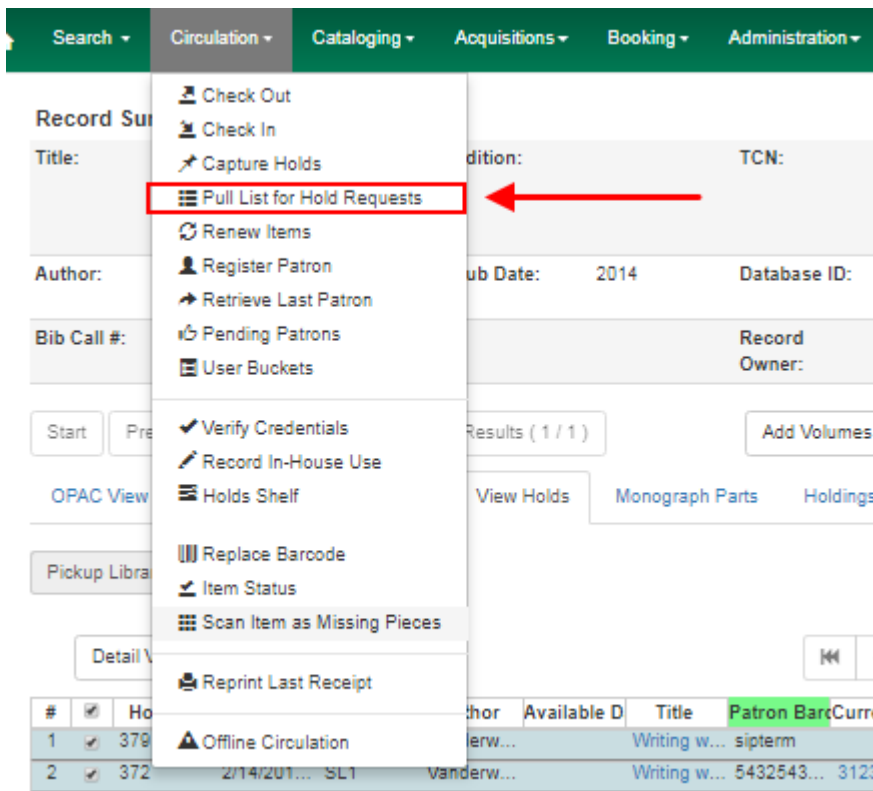 Search Circulation Cataloging Acquisitions Booking Administration
Check Out
Record Sur
Check In
Title: dition: TCN:
Capture Holds
Pull List for Hold Requests
Renew Items
Register Patron
Author: ub Date: 2014 Database ID:
Retrieve Last Patron
Bib Call #: Pending Patrons Record
Owner:
User Buckets
Start Pre Verify Credentials Results ( 1 / 1 ) Add Volumes
Record In-House Use
OPAC View Holds Shelf View Holds Monograph Parts Holdings
Replace Barcode
Pickup Libra
Item Status
Scan Item as Missing Pieces
Detail V
Reprint Last Receipt
# Ho thor Available D Title Patron Barc Curr
1 379 Offline Circulation derw... Writing w... sipterm
2 372 2/14/201... SL1 Vanderw... Writing w... 5432543... 312